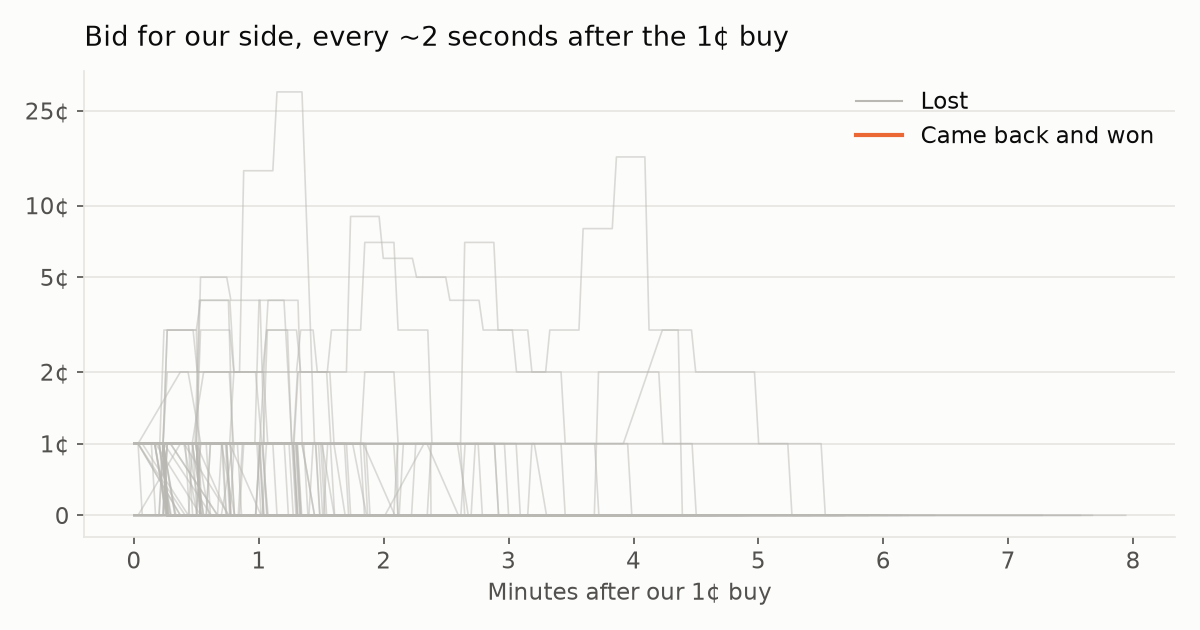 Bid for our side, every ~2 seconds after the 1¢ buy
Lost
Came back and won
25¢
10¢
5¢
2¢
1¢
0
0 1 2 3 4 5 6 7 8
Minutes after our 1¢ buy